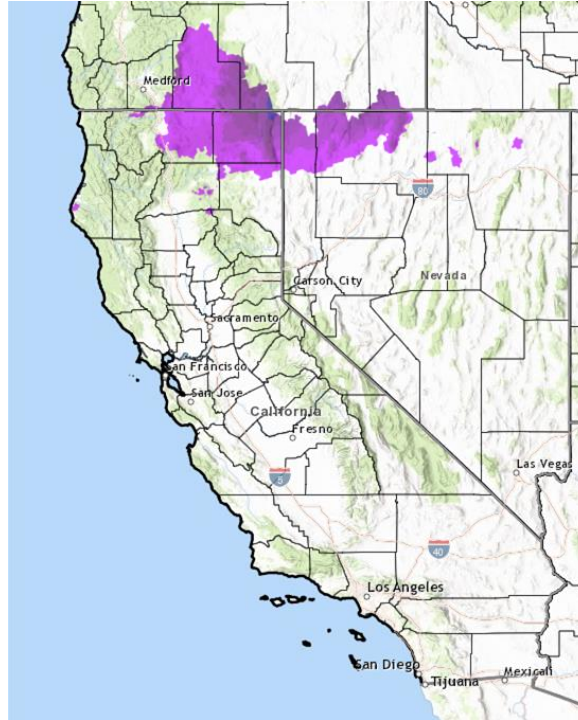 Medford
80
Carson City
Nevada
Sacramento
San Francisco
San Jose
California
Fresno
5
Las Vegas
40
Los Angeles
San Diego
Tijuana
Mexicali